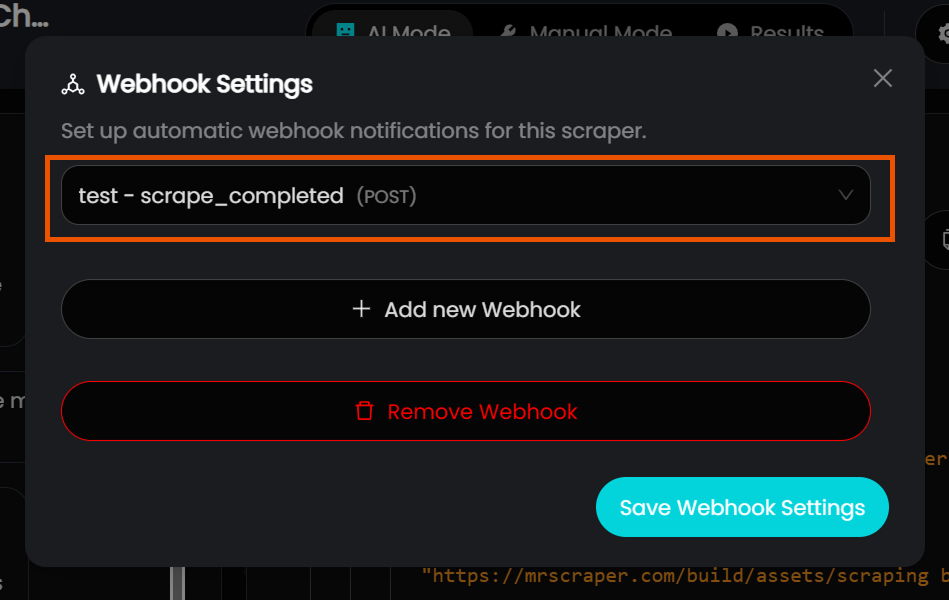 Ch...
AI Mode
Manual Mode
Results
Webhook Settings
Set up automatic webhook notifications for this scraper.
test - scrape_completed (POST)
+ Add new Webhook
Remove Webhook
Save Webhook Settings
"https://mrscraper.com/build/assets/scraping